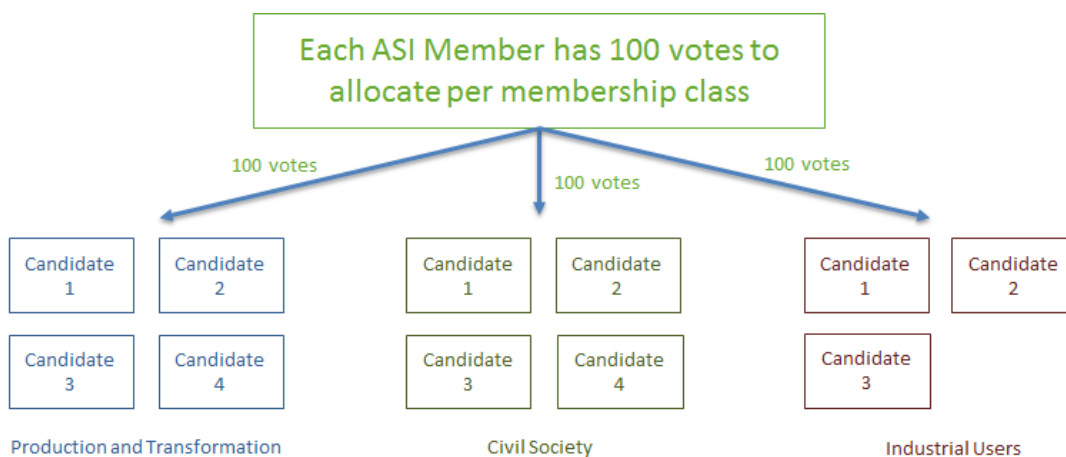 Each ASI Member has 100 votes to
allocate per membership class
100 votes
100 votes
100 votes
Candidate
1
Candidate
2
Candidate
1
Candidate
2
Candidate
1
Candidate
2
Candidate
3
Candidate
4
Candidate
3
Candidate
4
Candidate
3
Production and Transformation
Civil Society
Industrial Users